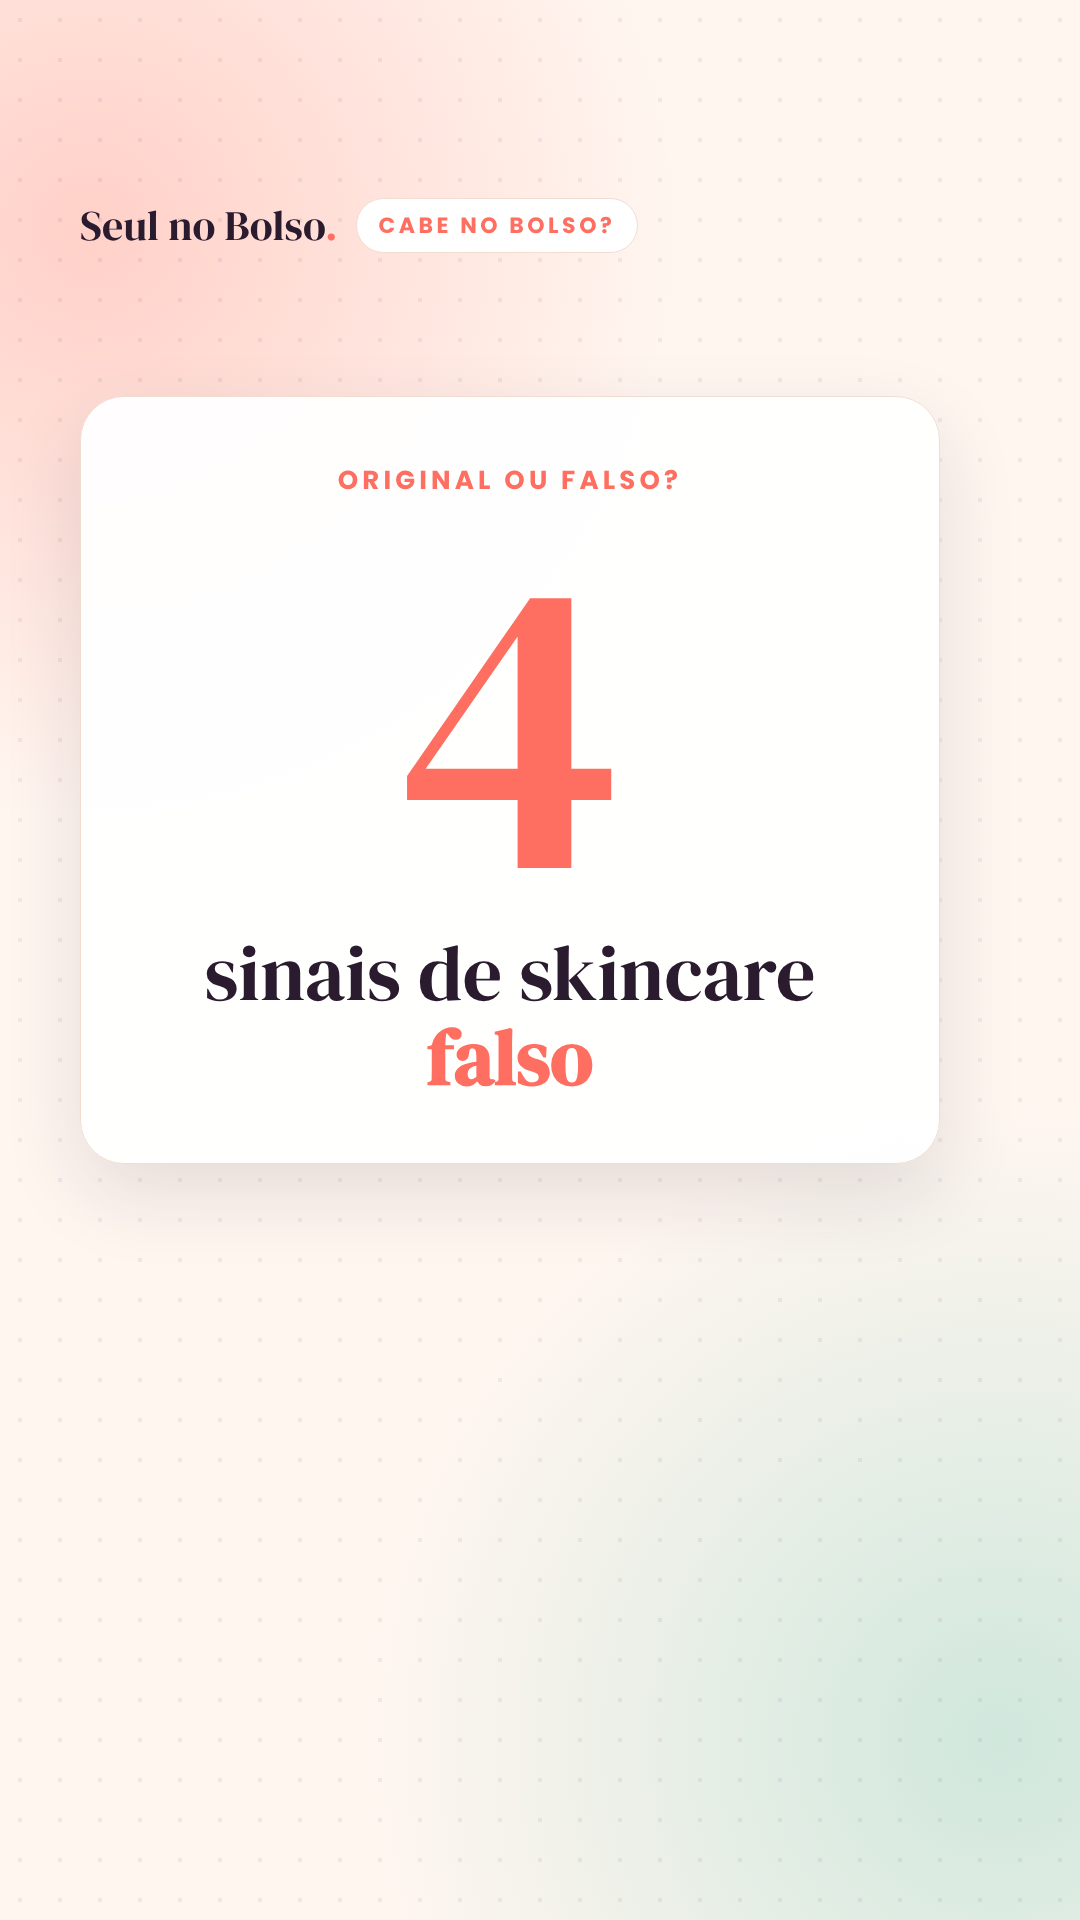 Seul no Bolso. CABE NO BOLSO?
ORIGINAL OU FALSO?
4
sinais de skincare
falso